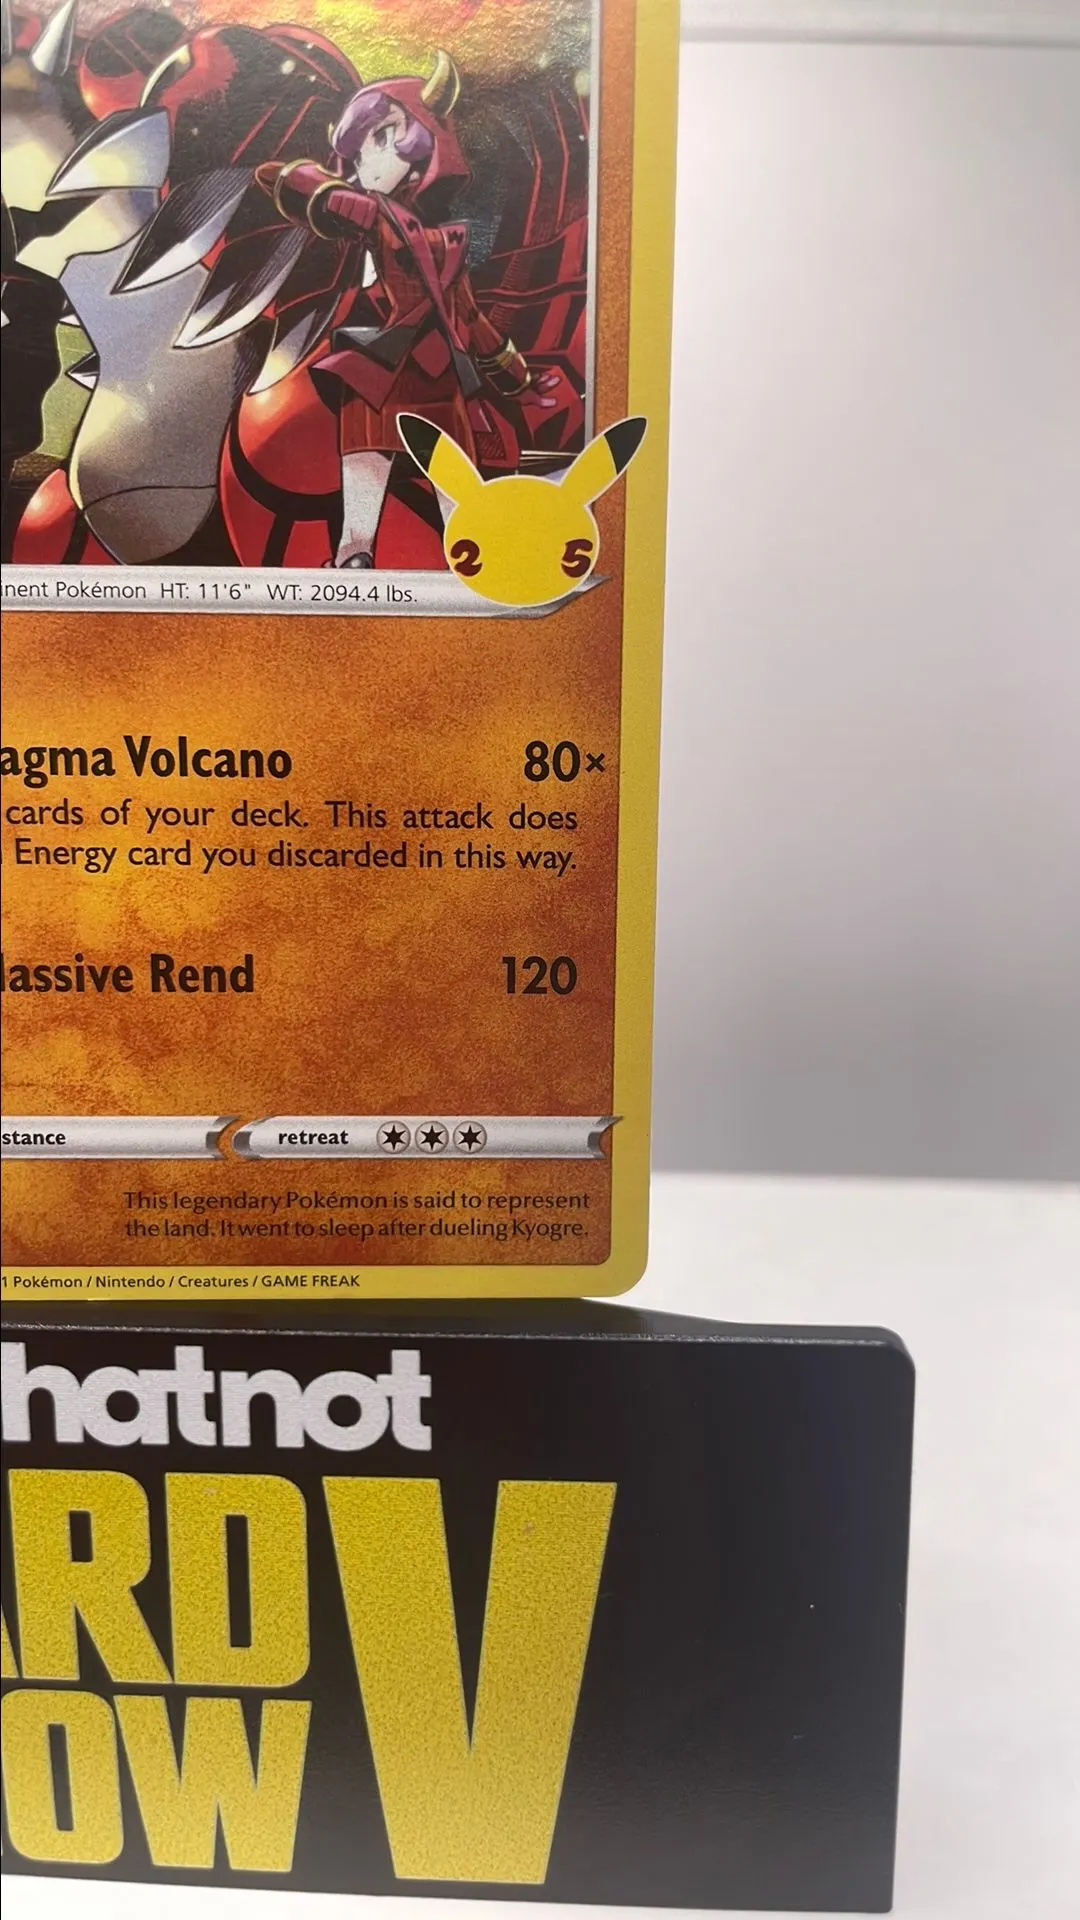 25
inent Pokémon HT: 11'6" WT: 2094.4 lbs.
agma Volcano 80×
cards of your deck. This attack does
Energy card you discarded in this way.
lassive Rend 120
stance retreat
This legendary Pokémon is said to represent
the land. It went to sleep after dueling Kyogre.
1 Pokémon / Nintendo / Creatures / GAME FREAK
hatnot
ARD V
OW